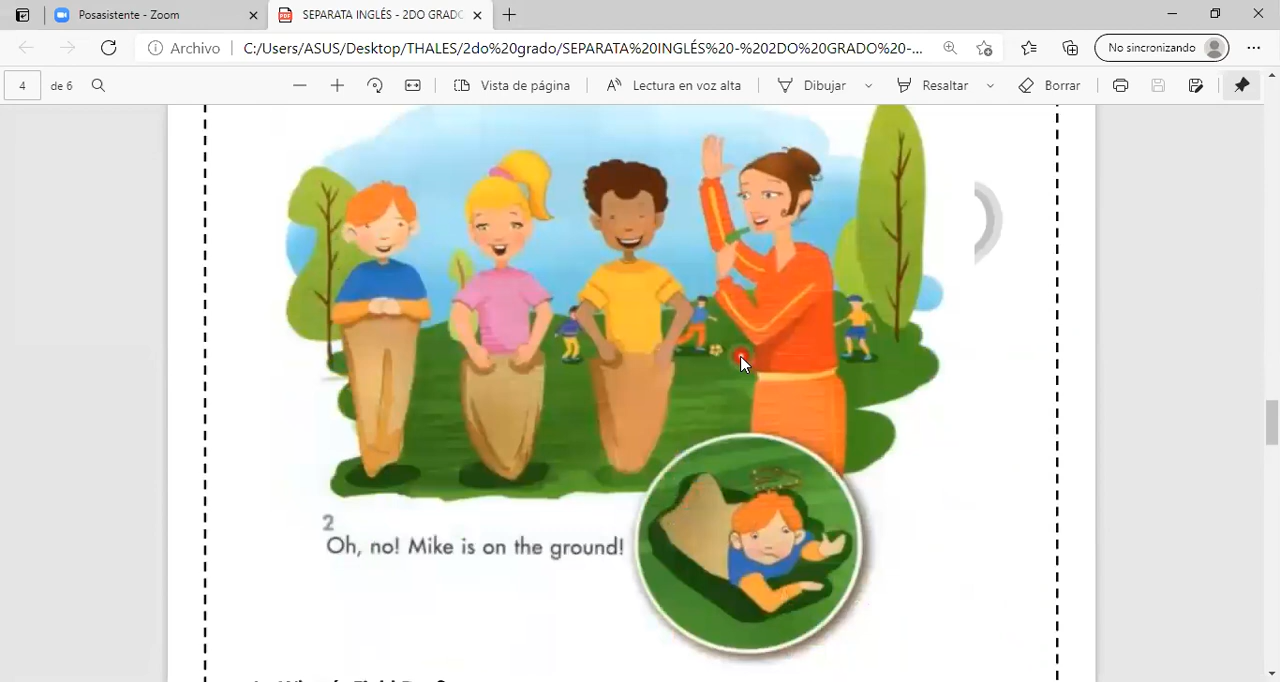 Posasistente - Zoom
SEPARATA INGLÉS - 2DO GRADO
Archivo
C:/Users/ASUS/Desktop/THALES/2do%20grado/SEPARATA%20INGLÉS%20-%202DO%20GRADO%20-...
No sincronizando
4 de 6
Vista de página
Lectura en voz alta
Dibujar
Resaltar
Borrar
2
Oh, no! Mike is on the ground!